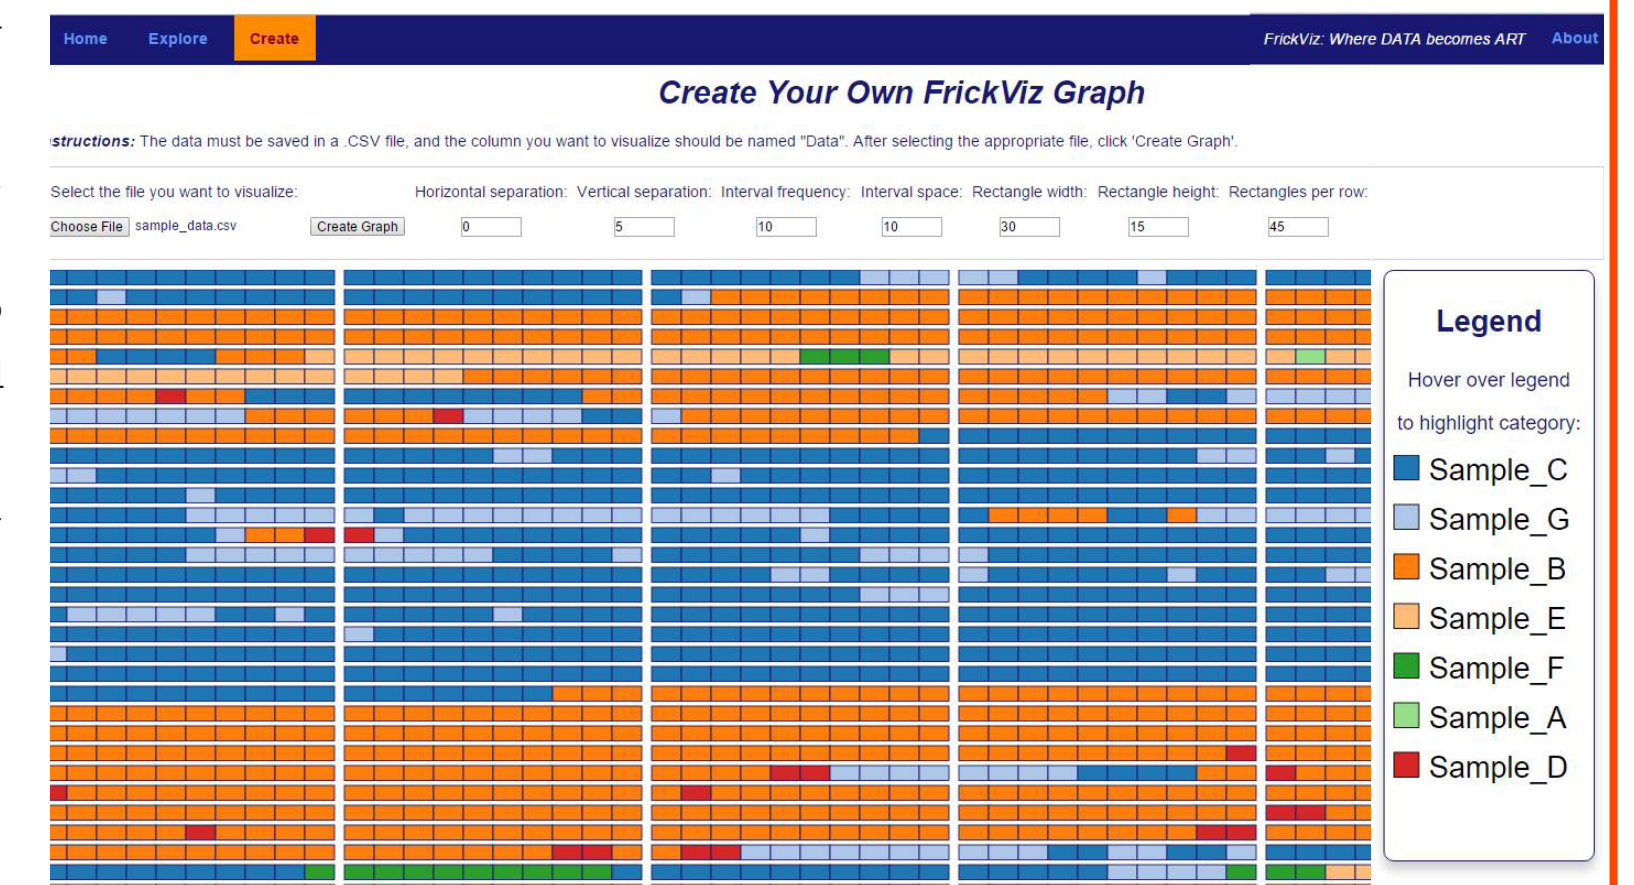 Home Explore Create FrickViz: Where DATA becomes ART About
Create Your Own FrickViz Graph
structions: The data must be saved in a .CSV file, and the column you want to visualize should be named "Data". After selecting the appropriate file, click 'Create Graph'.
Select the file you want to visualize: Horizontal separation: Vertical separation: Interval frequency: Interval space: Rectangle width: Rectangle height: Rectangles per row:
Choose File sample_data.csv Create Graph 0 5 10 10 30 15 45
Legend
Hover over legend
to highlight category:
Sample_C
Sample_G
Sample_B
Sample_E
Sample_F
Sample_A
Sample_D